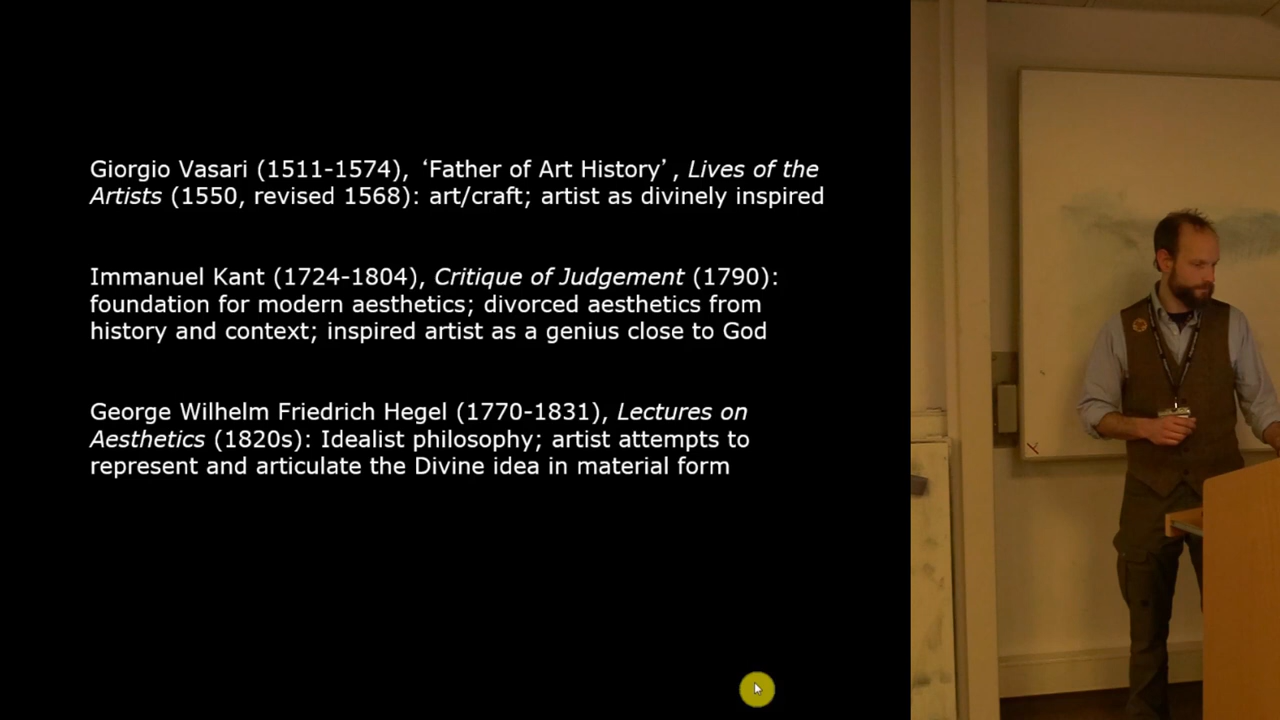 Giorgio Vasari (1511-1574), ‘Father of Art History’, Lives of the
Artists (1550, revised 1568): art/craft; artist as divinely inspired
Immanuel Kant (1724-1804), Critique of Judgement (1790):
foundation for modern aesthetics; divorced aesthetics from
history and context; inspired artist as a genius close to God
George Wilhelm Friedrich Hegel (1770-1831), Lectures on
Aesthetics (1820s): Idealist philosophy; artist attempts to
represent and articulate the Divine idea in material form